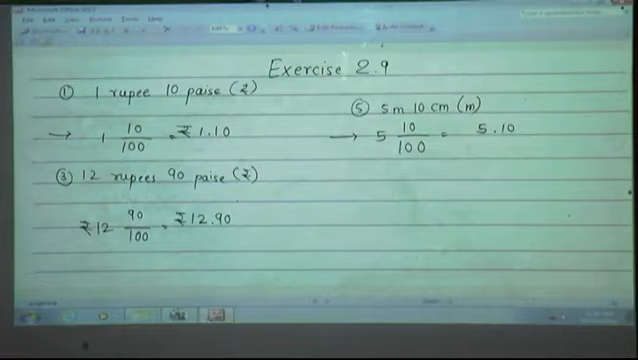 Exercise 2.9
① 1 rupee 10 paise (₹)
→ 1 10/100 = ₹1.10
③ 12 rupees 90 paise (₹)
₹12 90/100 = ₹12.90
⑤ 5m 10 cm (m)
→ 5 10/100 = 5.10